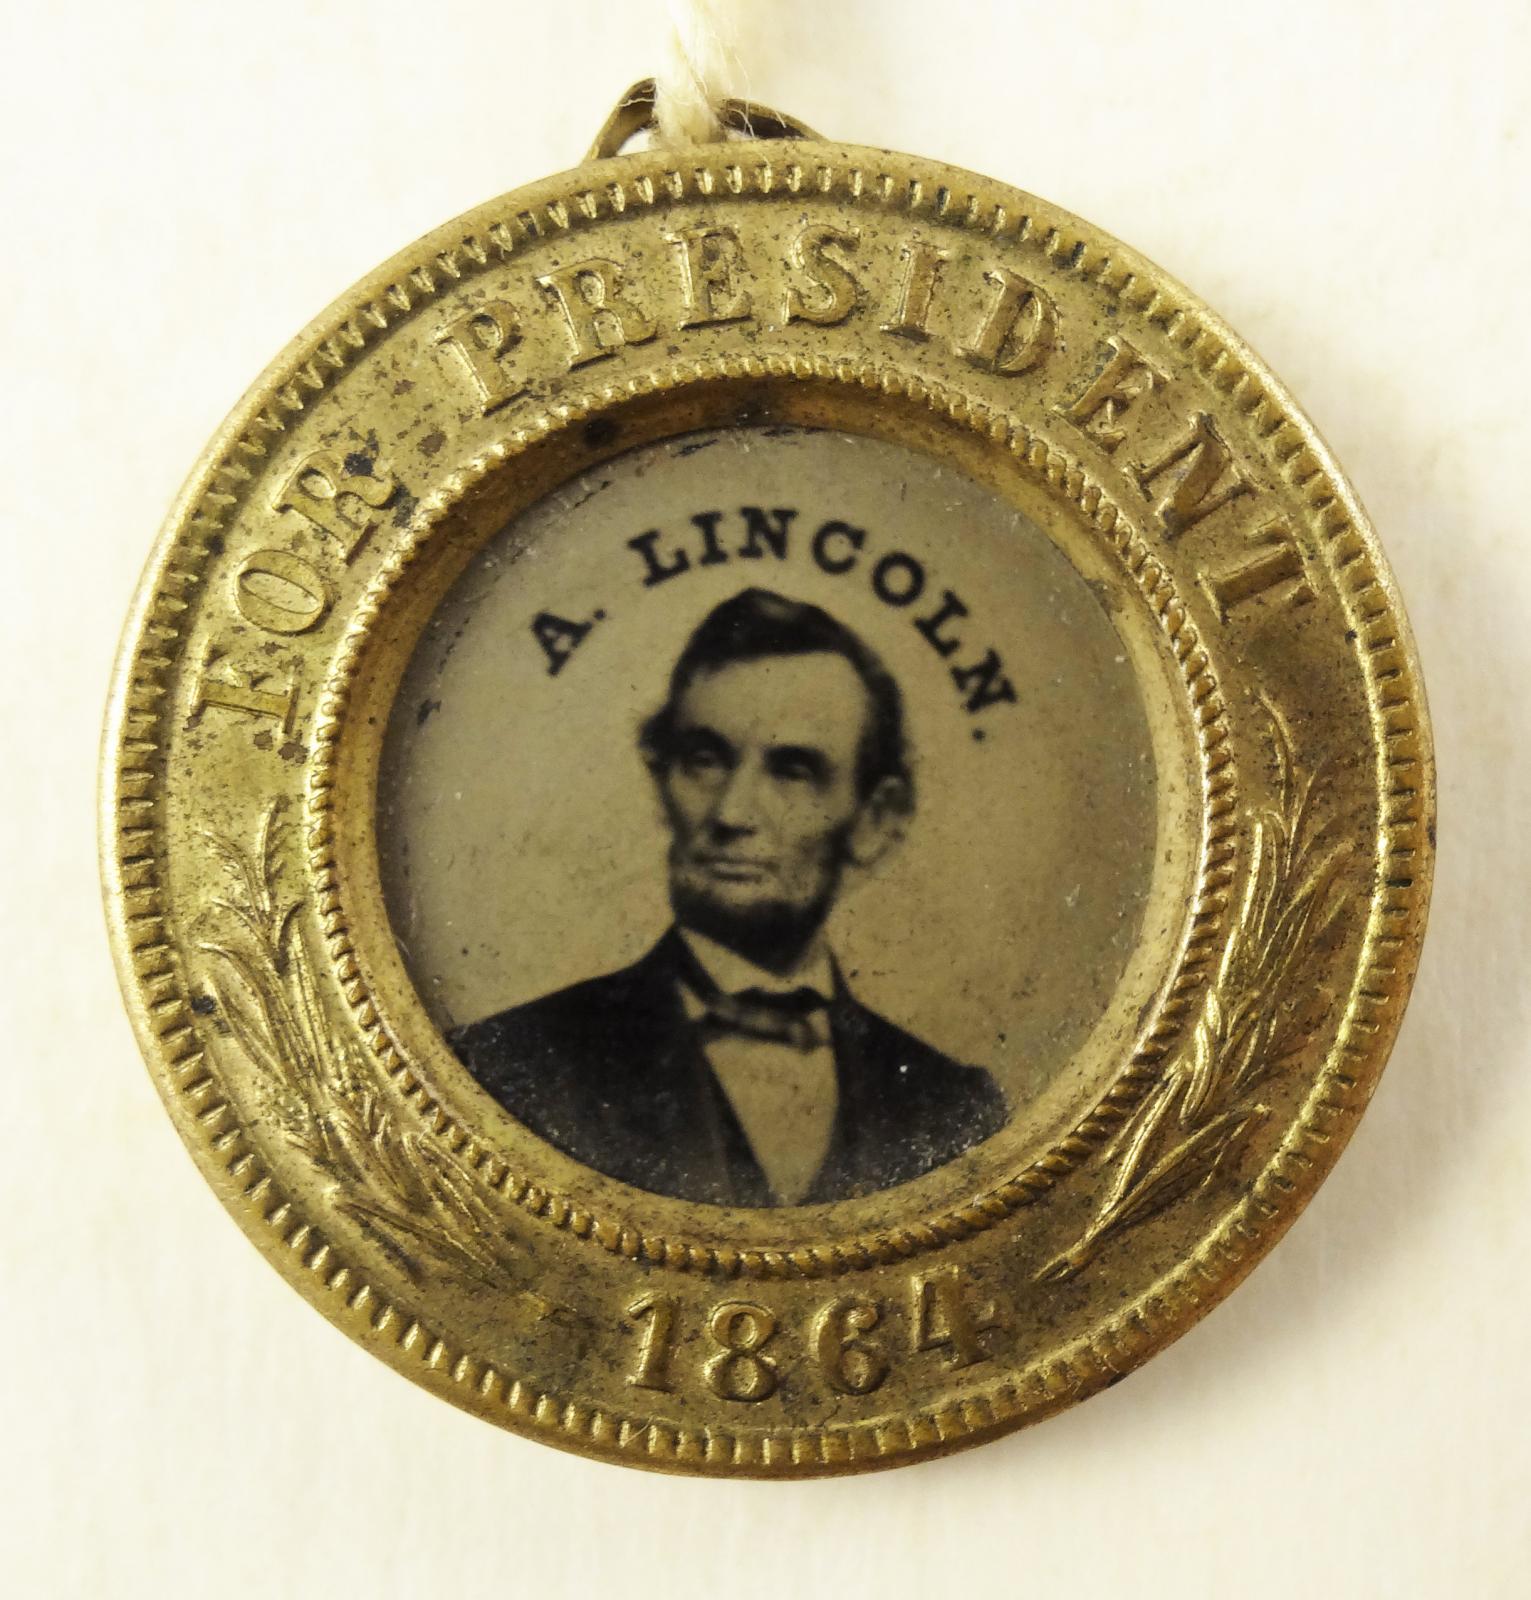 FOR PRESIDENT
A. LINCOLN.
1864